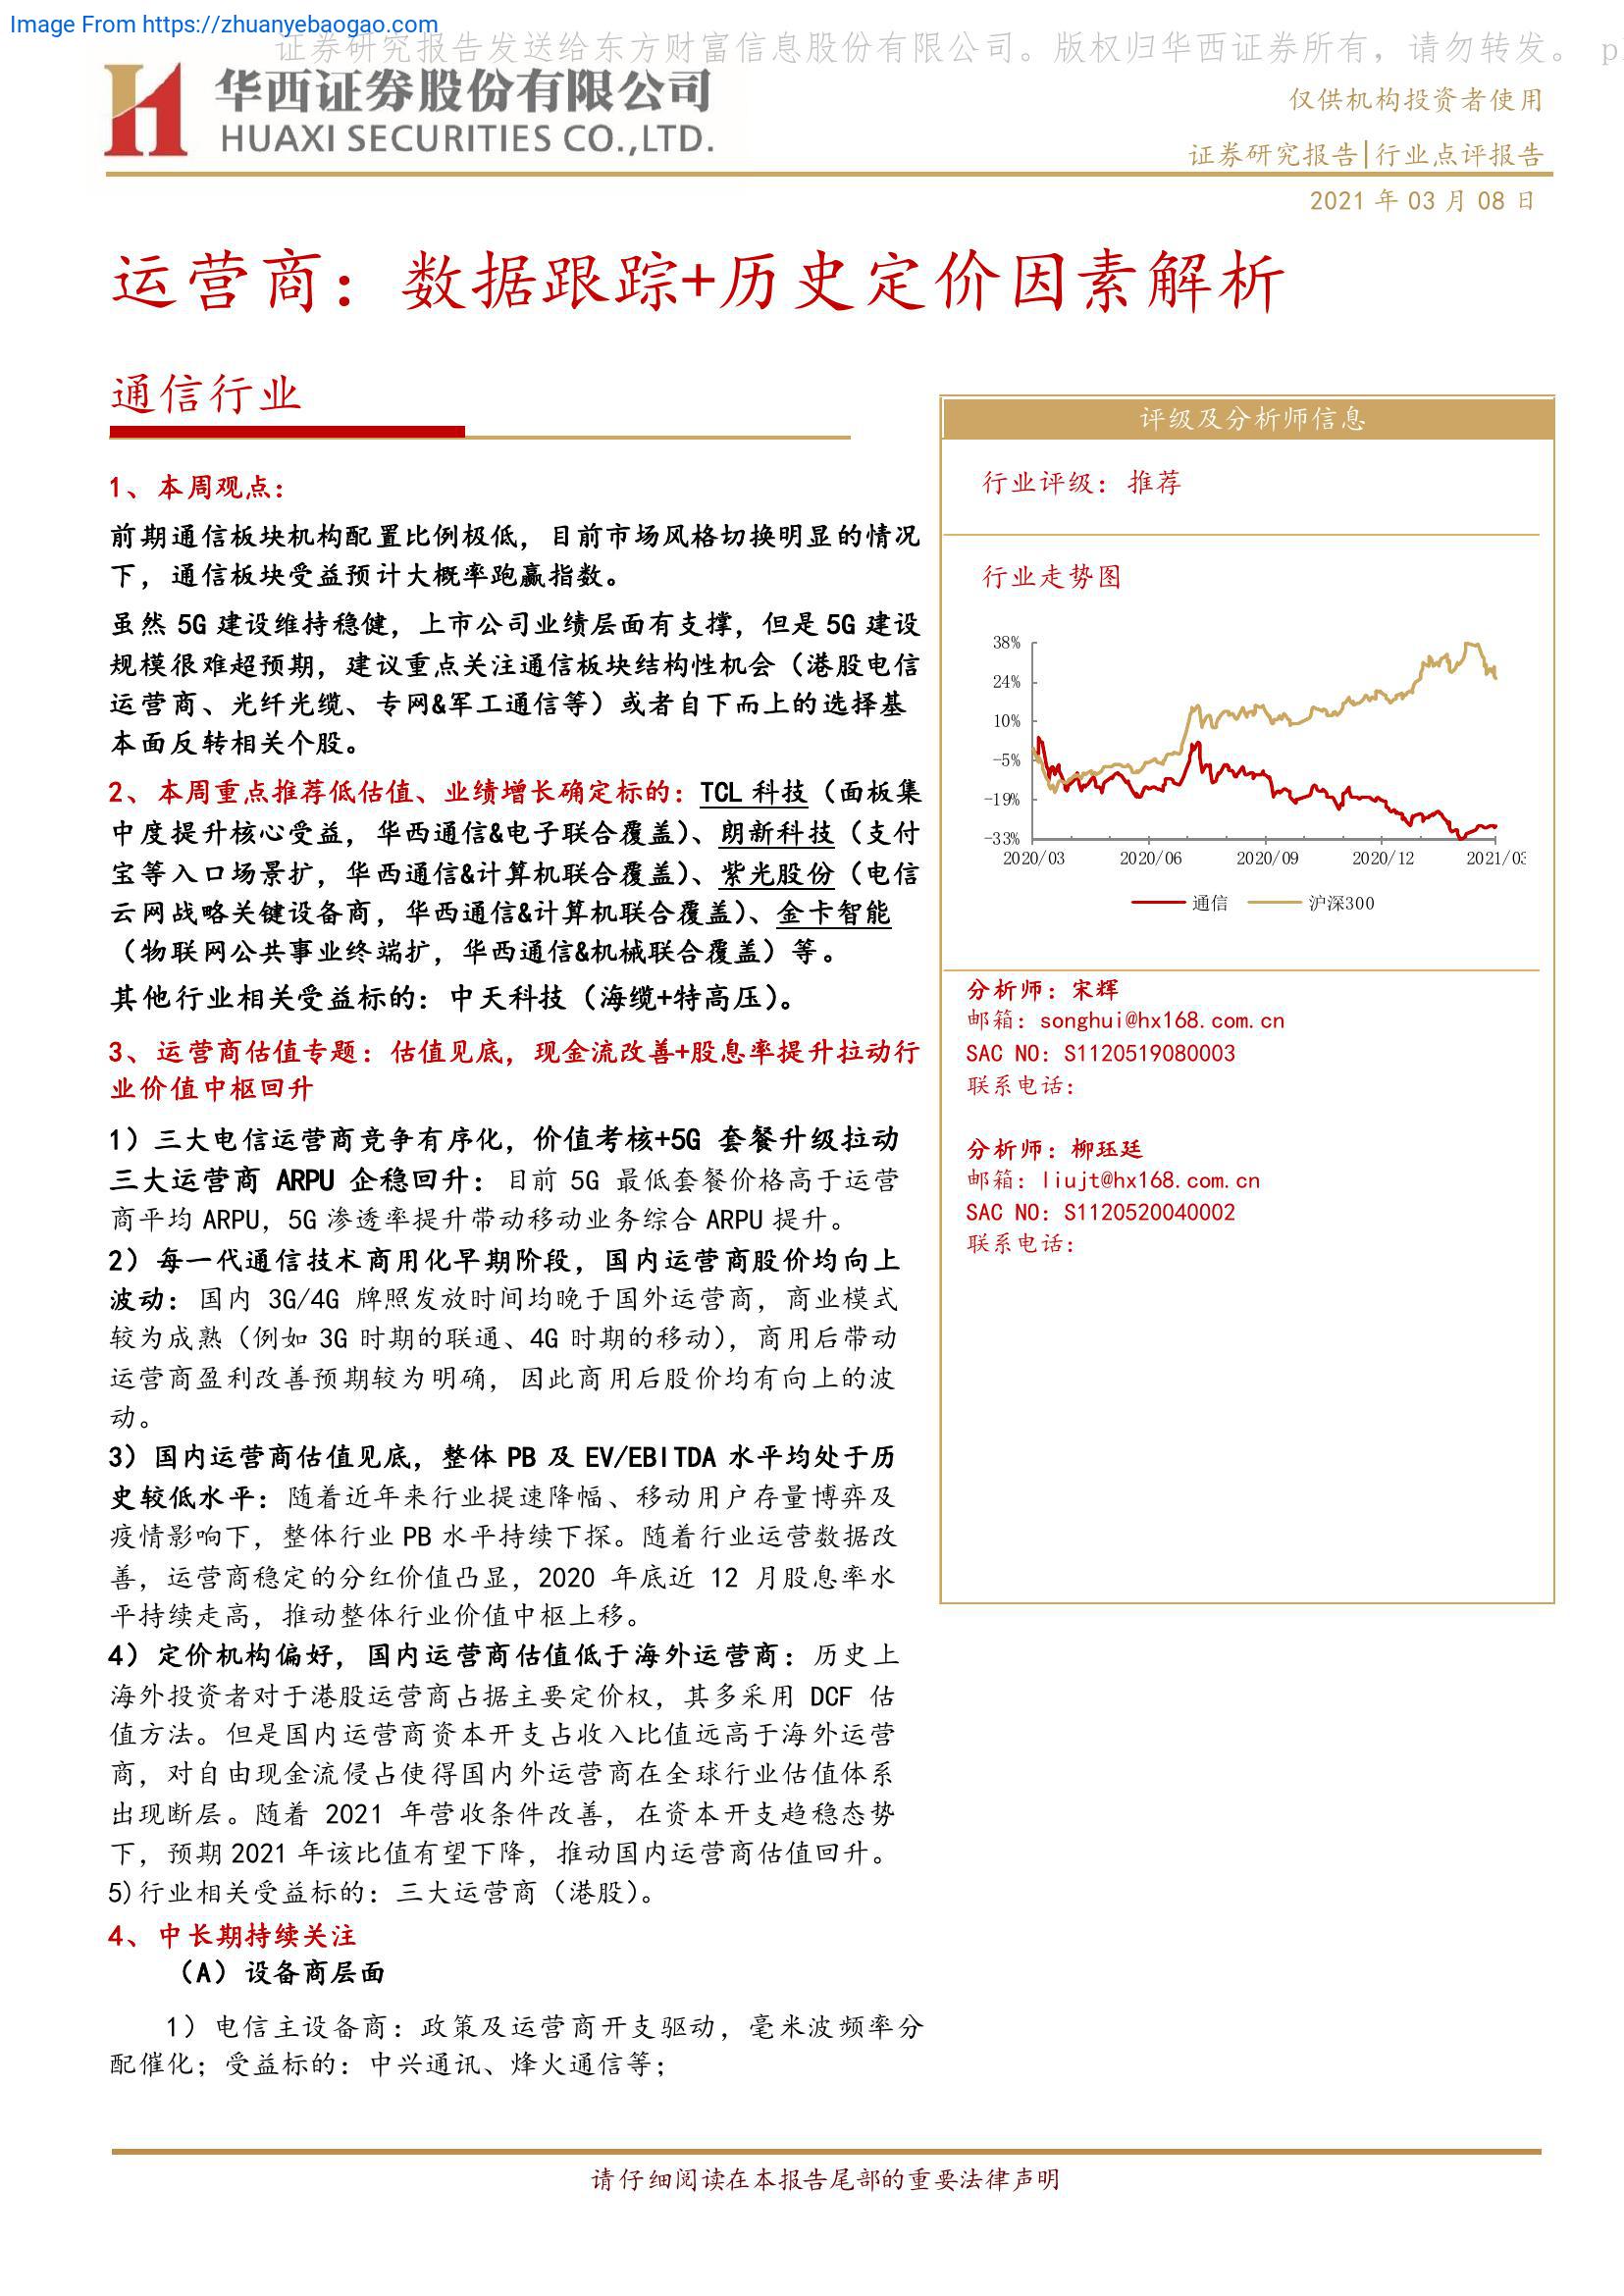 Image From https://zhuanyebaogao.com
证券研究报告发送给东方财富信息股份有限公司。版权归华西证券所有，请勿转发。 p
华西证券股份有限公司
HUAXI SECURITIES CO.,LTD.
仅供机构投资者使用
证券研究报告|行业点评报告
2021 年 03 月 08 日
运营商：数据跟踪+历史定价因素解析
通信行业
1、本周观点：
前期通信板块机构配置比例极低，目前市场风格切换明显的情况
下，通信板块受益预计大概率跑赢指数。
虽然 5G 建设维持稳健，上市公司业绩层面有支撑，但是 5G 建设
规模很难超预期，建议重点关注通信板块结构性机会（港股电信
运营商、光纤光缆、专网&军工通信等）或者自下而上的选择基
本面反转相关个股。
2、本周重点推荐低估值、业绩增长确定标的：TCL 科技（面板集
中度提升核心受益，华西通信&电子联合覆盖）、朗新科技（支付
宝等入口场景扩，华西通信&计算机联合覆盖）、紫光股份（电信
云网战略关键设备商，华西通信&计算机联合覆盖）、金卡智能
（物联网公共事业终端扩，华西通信&机械联合覆盖）等。
其他行业相关受益标的：中天科技（海缆+特高压）。
3、运营商估值专题：估值见底，现金流改善+股息率提升拉动行
业价值中枢回升
1）三大电信运营商竞争有序化，价值考核+5G 套餐升级拉动
三大运营商 ARPU 企稳回升：目前 5G 最低套餐价格高于运营
商平均 ARPU，5G 渗透率提升带动移动业务综合 ARPU 提升。
2）每一代通信技术商用化早期阶段，国内运营商股价均向上
波动：国内 3G/4G 牌照发放时间均晚于国外运营商，商业模式
较为成熟（例如 3G 时期的联通、4G 时期的移动），商用后带动
运营商盈利改善预期较为明确，因此商用后股价均有向上的波
动。
3）国内运营商估值见底，整体 PB 及 EV/EBITDA 水平均处于历
史较低水平：随着近年来行业提速降幅、移动用户存量博弈及
疫情影响下，整体行业 PB 水平持续下探。随着行业运营数据改
善，运营商稳定的分红价值凸显，2020 年底近 12 月股息率水
平持续走高，推动整体行业价值中枢上移。
4）定价机构偏好，国内运营商估值低于海外运营商：历史上
海外投资者对于港股运营商占据主要定价权，其多采用 DCF 估
值方法。但是国内运营商资本开支占收入比值远高于海外运营
商，对自由现金流侵占使得国内外运营商在全球行业估值体系
出现断层。随着 2021 年营收条件改善，在资本开支趋稳态势
下，预期 2021 年该比值有望下降，推动国内运营商估值回升。
5)行业相关受益标的：三大运营商（港股）。
4、中长期持续关注
（A）设备商层面
1）电信主设备商：政策及运营商开支驱动，毫米波频率分
配催化；受益标的：中兴通讯、烽火通信等；
评级及分析师信息
行业评级：推荐
行业走势图
38%
24%
10%
-5%
-19%
-33%
2020/03 2020/06 2020/09 2020/12 2021/03
通信 沪深300
分析师：宋辉
邮箱：songhui@hx168.com.cn
SAC NO：S1120519080003
联系电话：
分析师：柳珏廷
邮箱：liujt@hx168.com.cn
SAC NO：S1120520040002
联系电话：
请仔细阅读在本报告尾部的重要法律声明